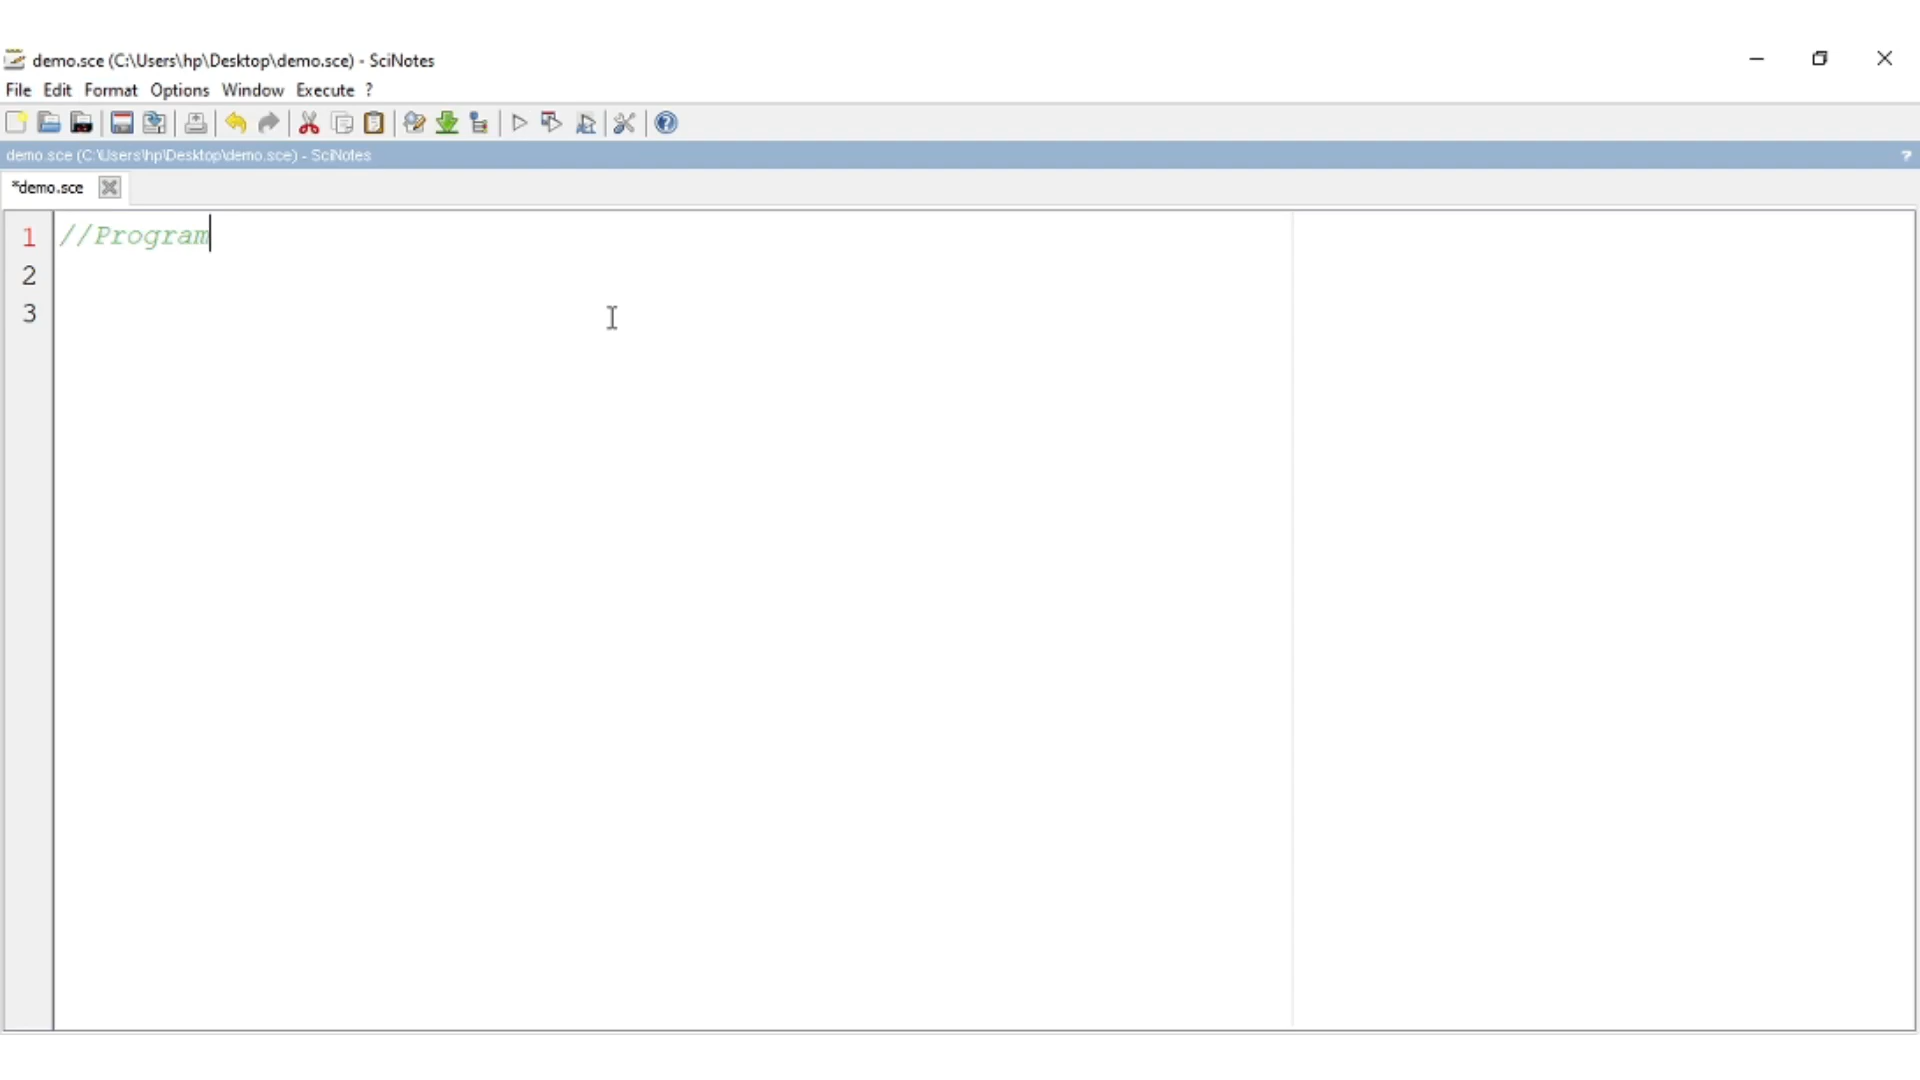 demo.sce (C:\Users\hp\Desktop\demo.sce) - SciNotes
File Edit Format Options Window Execute ?
demo.sce (C:\Users\hp\Desktop\demo.sce) - SciNotes ?
*demo.sce
1 //Program
2
3